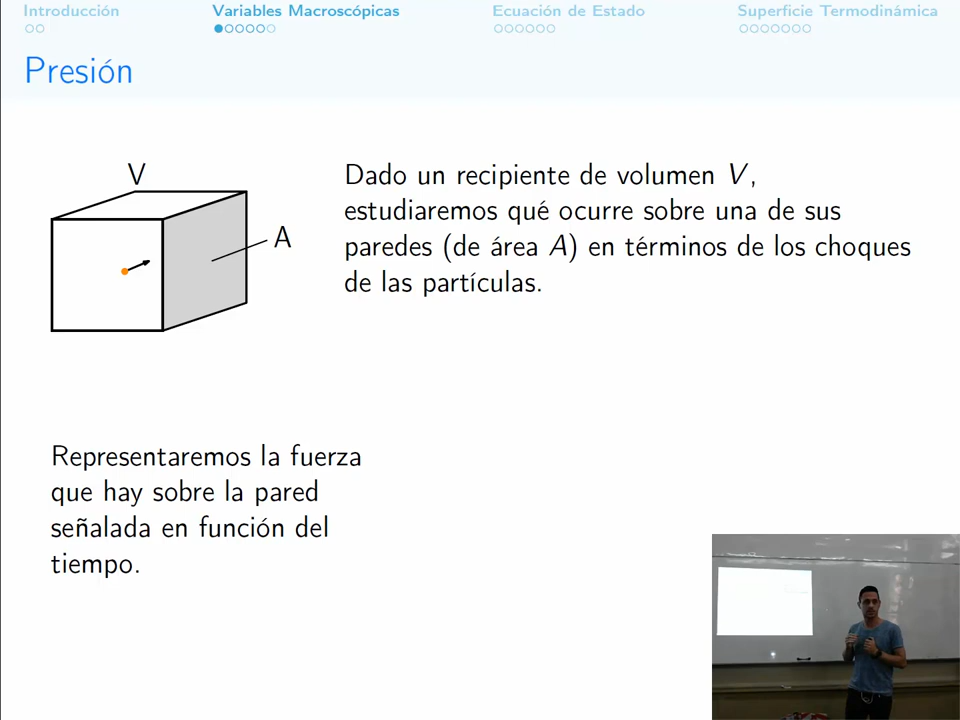 Introducción
Variables Macroscópicas
Ecuación de Estado
Superficie Termodinámica
Presión
V
A
Dado un recipiente de volumen V,
estudiaremos qué ocurre sobre una de sus
paredes (de área A) en términos de los choques
de las partículas.
Representaremos la fuerza
que hay sobre la pared
señalada en función del
tiempo.